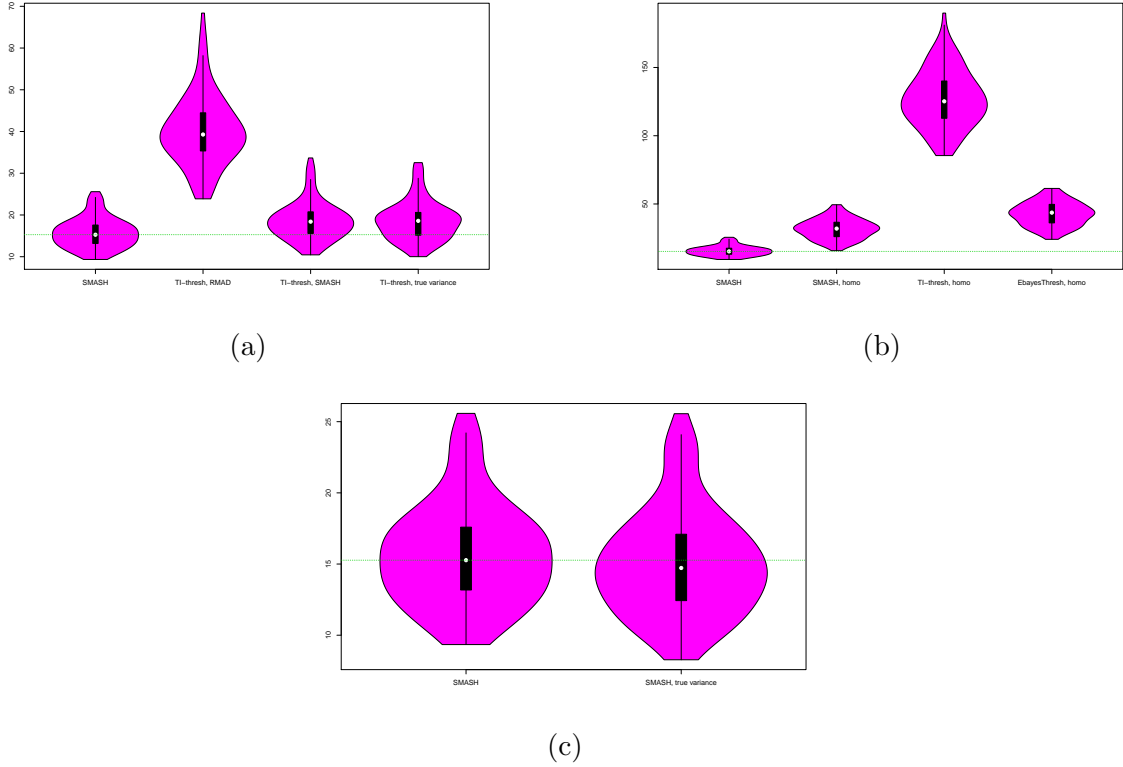 70
60
50
40
30
20
10
SMASH TI−thresh, RMAD TI−thresh, SMASH TI−thresh, true variance
(a)
150
100
50
SMASH SMASH, homo TI−thresh, homo EbayesThresh, homo
(b)
25
20
15
10
SMASH SMASH, true variance
(c)